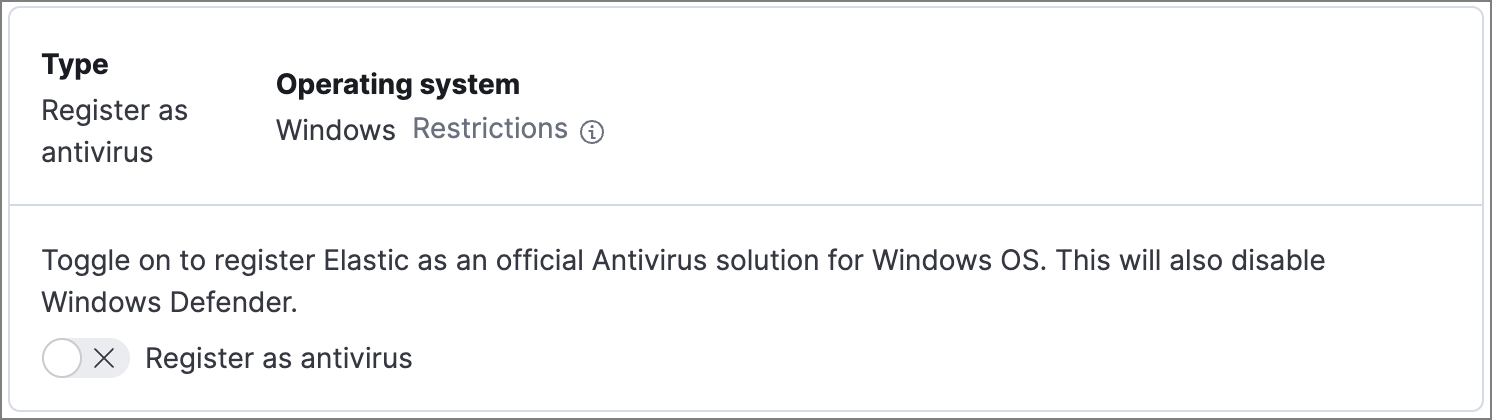 Type
Register as
antivirus
Operating system
Windows Restrictions
Toggle on to register Elastic as an official Antivirus solution for Windows OS. This will also disable
Windows Defender.
Register as antivirus